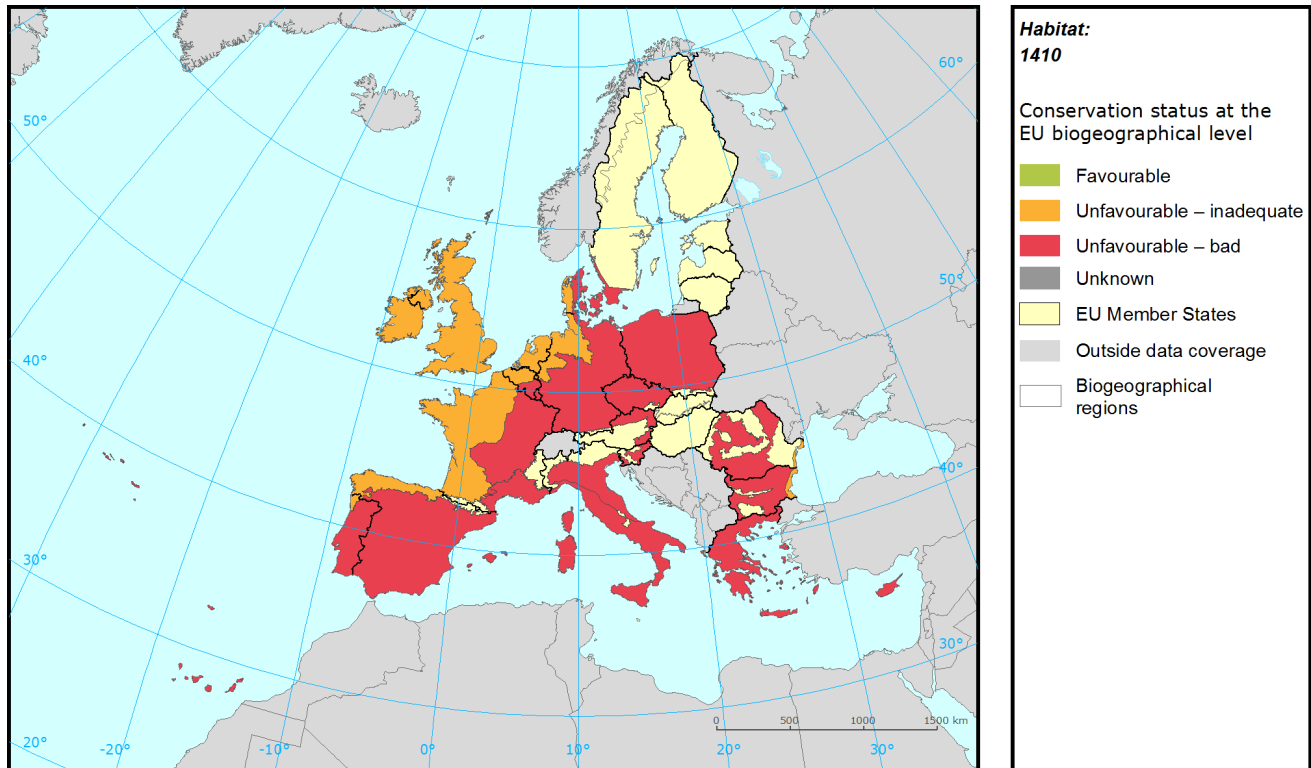 Habitat:
1410
Conservation status at the
EU biogeographical level
Favourable
Unfavourable – inadequate
Unfavourable – bad
Unknown
EU Member States
Outside data coverage
Biogeographical
regions
60°
50°
50°
40°
40°
30°
30°
0 500 1000 1500 km
20° -20° -10° 0° 10° 20° 30°